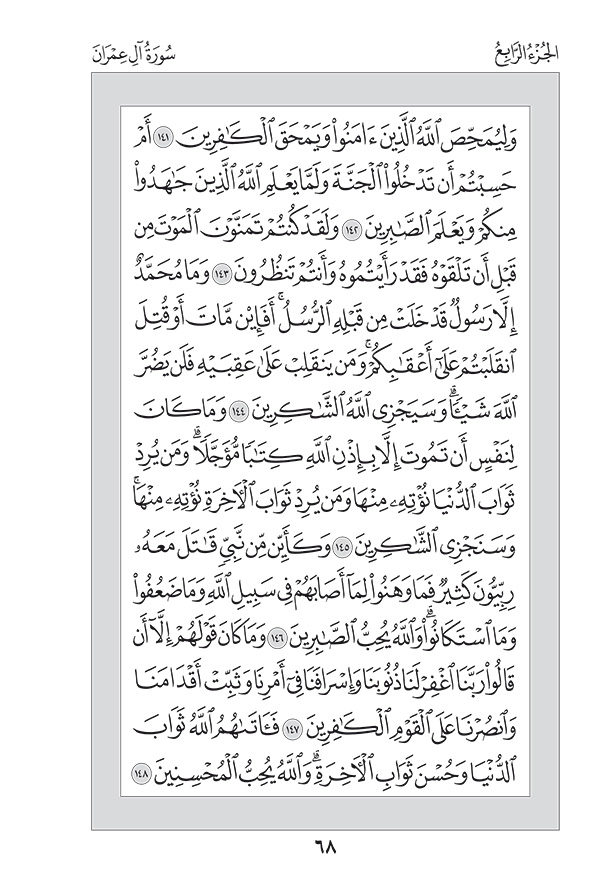 الجُزْءُ الرَّابِعُ
سُورَةُ آلِ عِمْرَانَ
وَلِيُمَحِّصَ ٱللَّهُ ٱلَّذِينَ ءَامَنُوا۟ وَيَمْحَقَ ٱلْكَـٰفِرِينَ ١٤١ أَمْ
حَسِبْتُمْ أَن تَدْخُلُوا۟ ٱلْجَنَّةَ وَلَمَّا يَعْلَمِ ٱللَّهُ ٱلَّذِينَ جَـٰهَدُوا۟
مِنكُمْ وَيَعْلَمَ ٱلصَّـٰبِرِينَ ١٤٢ وَلَقَدْ كُنتُمْ تَمَنَّوْنَ ٱلْمَوْتَ مِن
قَبْلِ أَن تَلْقَوْهُ فَقَدْ رَأَيْتُمُوهُ وَأَنتُمْ تَنظُرُونَ ١٤٣ وَمَا مُحَمَّدٌ
إِلَّا رَسُولٌ قَدْ خَلَتْ مِن قَبْلِهِ ٱلرُّسُلُ ۚ أَفَإِي۟ن مَّاتَ أَوْ قُتِلَ
ٱنقَلَبْتُمْ عَلَىٰٓ أَعْقَـٰبِكُمْ ۚ وَمَن يَنقَلِبْ عَلَىٰ عَقِبَيْهِ فَلَن يَضُرَّ
ٱللَّهَ شَيْـًٔا ۗ وَسَيَجْزِى ٱللَّهُ ٱلشَّـٰكِرِينَ ١٤٤ وَمَا كَانَ
لِنَفْسٍ أَن تَمُوتَ إِلَّا بِإِذْنِ ٱللَّهِ كِتَـٰبًا مُّؤَجَّلًا ۗ وَمَن يُرِدْ
ثَوَابَ ٱلدُّنْيَا نُؤْتِهِۦ مِنْهَا وَمَن يُرِدْ ثَوَابَ ٱلْـَٔاخِرَةِ نُؤْتِهِۦ مِنْهَا ۚ
وَسَنَجْزِى ٱلشَّـٰكِرِينَ ١٤٥ وَكَأَيِّن مِّن نَّبِىٍّ قَـٰتَلَ مَعَهُۥ
رِبِّيُّونَ كَثِيرٌ فَمَا وَهَنُوا۟ لِمَآ أَصَابَهُمْ فِى سَبِيلِ ٱللَّهِ وَمَا ضَعُفُوا۟
وَمَا ٱسْتَكَانُوا۟ ۗ وَٱللَّهُ يُحِبُّ ٱلصَّـٰبِرِينَ ١٤٦ وَمَا كَانَ قَوْلَهُمْ إِلَّآ أَن
قَالُوا۟ رَبَّنَا ٱغْفِرْ لَنَا ذُنُوبَنَا وَإِسْرَافَنَا فِىٓ أَمْرِنَا وَثَبِّتْ أَقْدَامَنَا
وَٱنصُرْنَا عَلَى ٱلْقَوْمِ ٱلْكَـٰفِرِينَ ١٤٧ فَـَٔاتَىٰهُمُ ٱللَّهُ ثَوَابَ
ٱلدُّنْيَا وَحُسْنَ ثَوَابِ ٱلْـَٔاخِرَةِ ۗ وَٱللَّهُ يُحِبُّ ٱلْمُحْسِنِينَ ١٤٨
٦٨